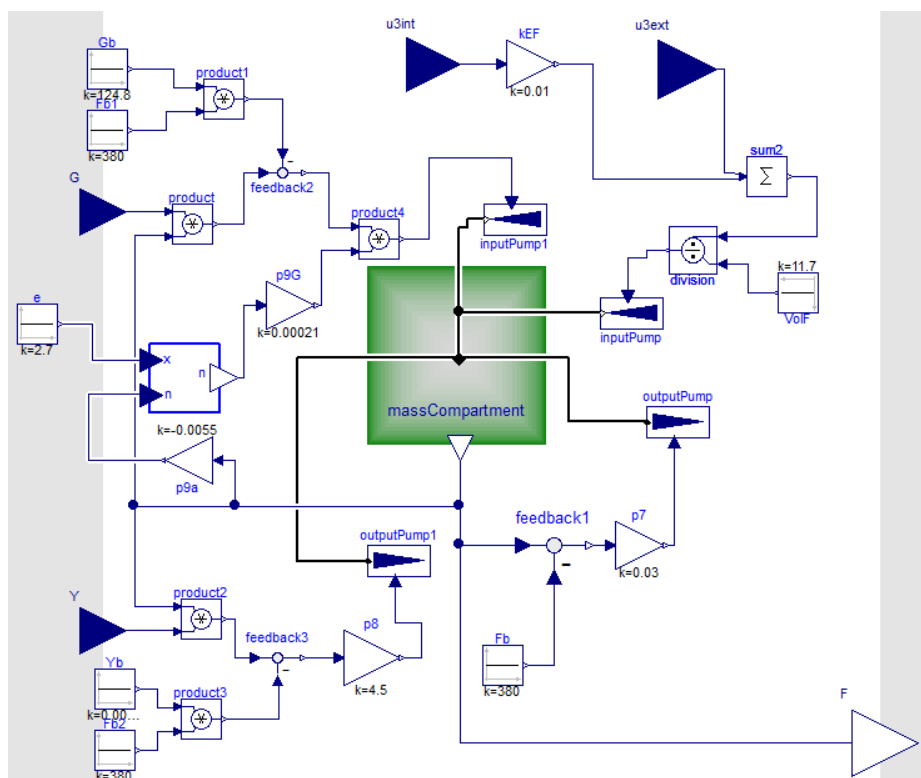 u3int
kEF
u3ext
k=0.01
Gb
product1
k=124.8
Fb1
k=380
-
feedback2
sum2
Σ
G
product
product4
inputPump1
division
k=11.7
VolF
p9G
k=0.00021
inputPump
e
k=2.7
x
n
n
k=-0.0055
p9a
massCompartment
outputPump
feedback1
p7
-
k=0.03
outputPump1
Y
product2
feedback3
p8
-
k=4.5
Fb
k=380
Yb
k=0.00...
product3
Fb2
k=380
F